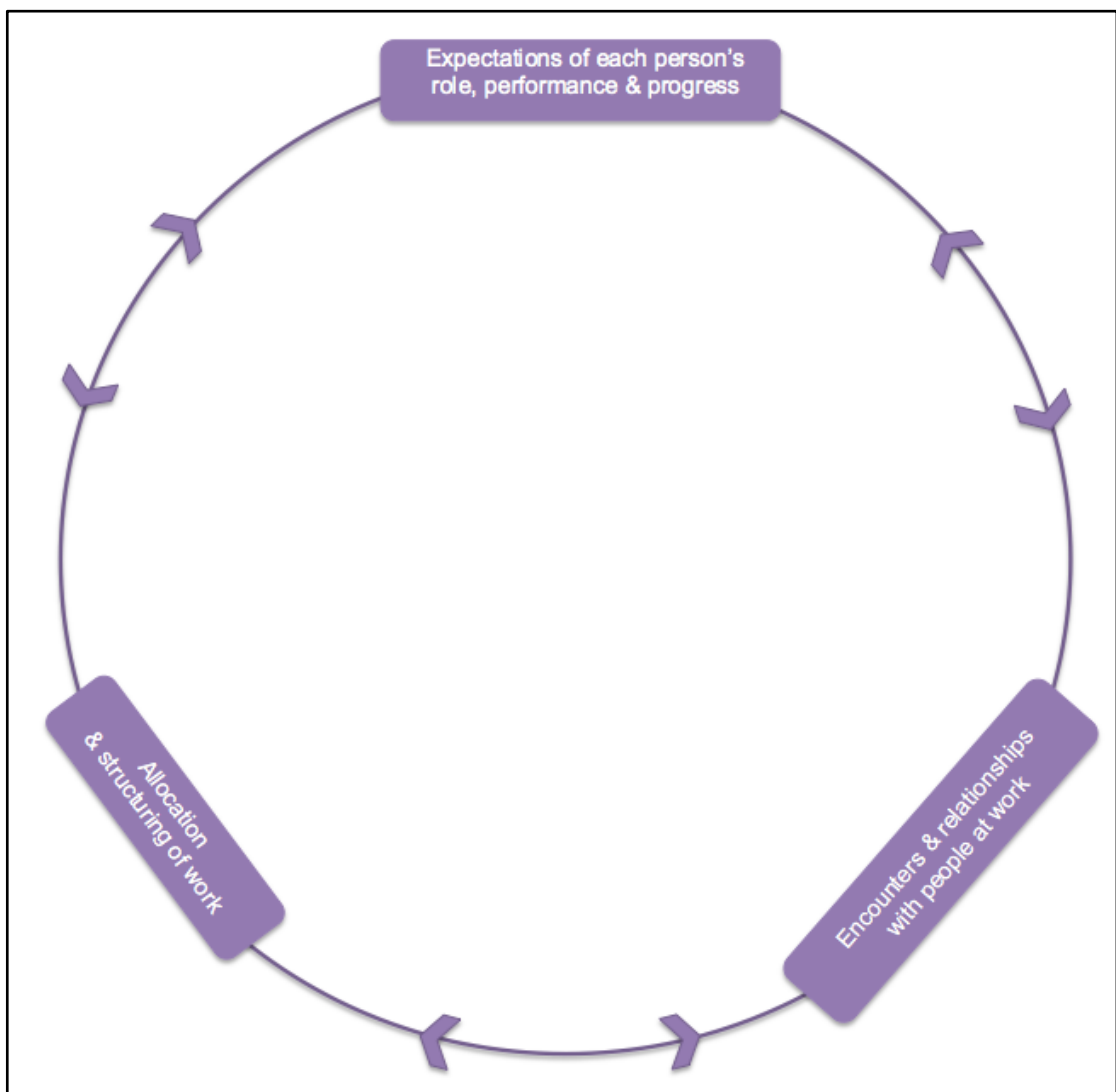 Expectations of each person's
role, performance & progress
Allocation
& structuring of work
Encounters & relationships
with people at work